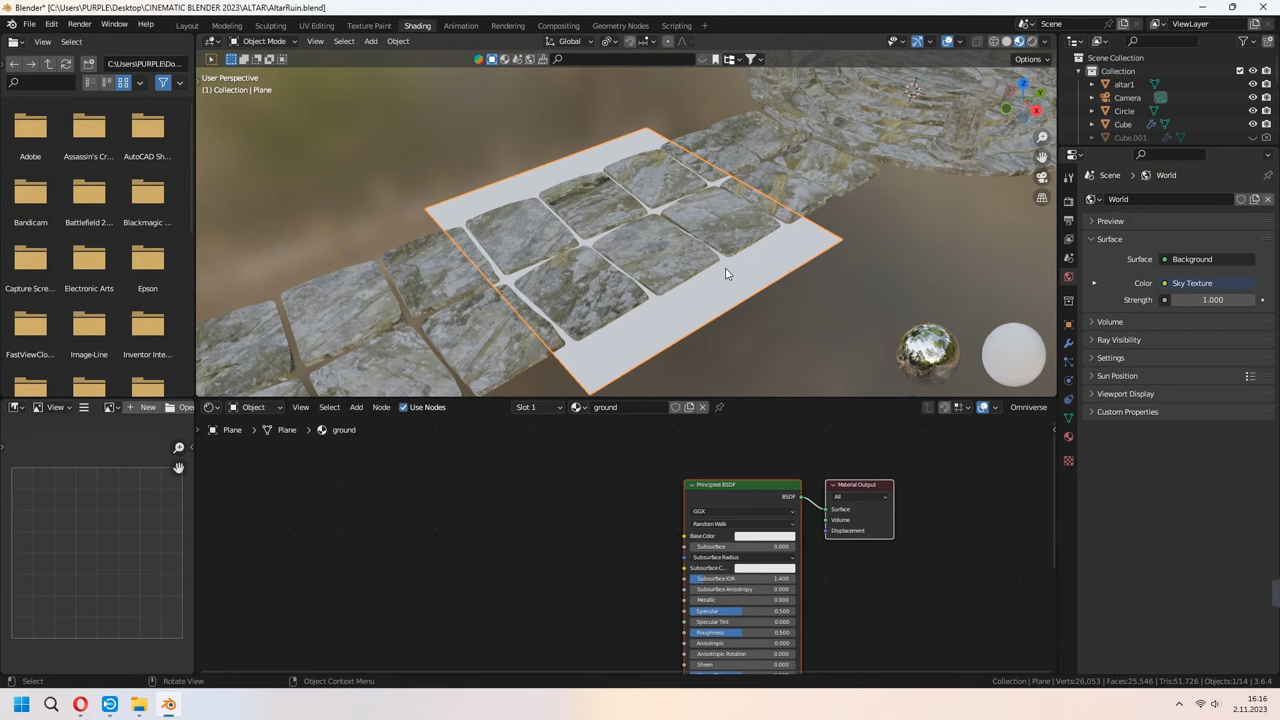 Blender* [C:\Users\PURPLE\Desktop\CINEMATIC BLENDER 2023\ALTAR\AltarRuin.blend]
File Edit Render Window Help Layout Modeling Sculpting UV Editing Texture Paint Shading Animation Rendering Compositing Geometry Nodes Scripting + Scene ViewLayer
View Select
Object Mode View Select Add Object Global
C:\Users\PURPLE\Do...
Options
User Perspective
(1) Collection | Plane
Scene Collection
Collection
altar1
Camera
Circle
Cube
Cube.001
Adobe Assassin's Cr... AutoCAD Sh...
Bandicam Battlefield 2... Blackmagic ...
Capture Scre... Electronic Arts Epson
FastViewClo... Image-Line Inventor Inte...
Z
Y
X
Scene > World
World
Preview
Surface
Surface Background
Color Sky Texture
Strength 1.000
Volume
Ray Visibility
Settings
Sun Position
Viewport Display
Custom Properties
View + New Open
Object View Select Add Node Use Nodes Slot 1 ground Omniverse
Plane > Plane > ground
Principled BSDF
BSDF
GGX
Random Walk
Base Color
Subsurface 0.000
Subsurface Radius
Subsurface C...
Subsurface IOR 1.400
Subsurface Anisotropy 0.000
Metallic 0.000
Specular 0.500
Specular Tint 0.000
Roughness 0.500
Anisotropic 0.000
Anisotropic Rotation 0.000
Sheen 0.000
Material Output
All
Surface
Volume
Displacement
Select Rotate View Object Context Menu Collection | Plane | Verts:26,053 | Faces:25,546 | Tris:51,726 | Objects:1/14 | 3.6.4
16:16
2.11.2023